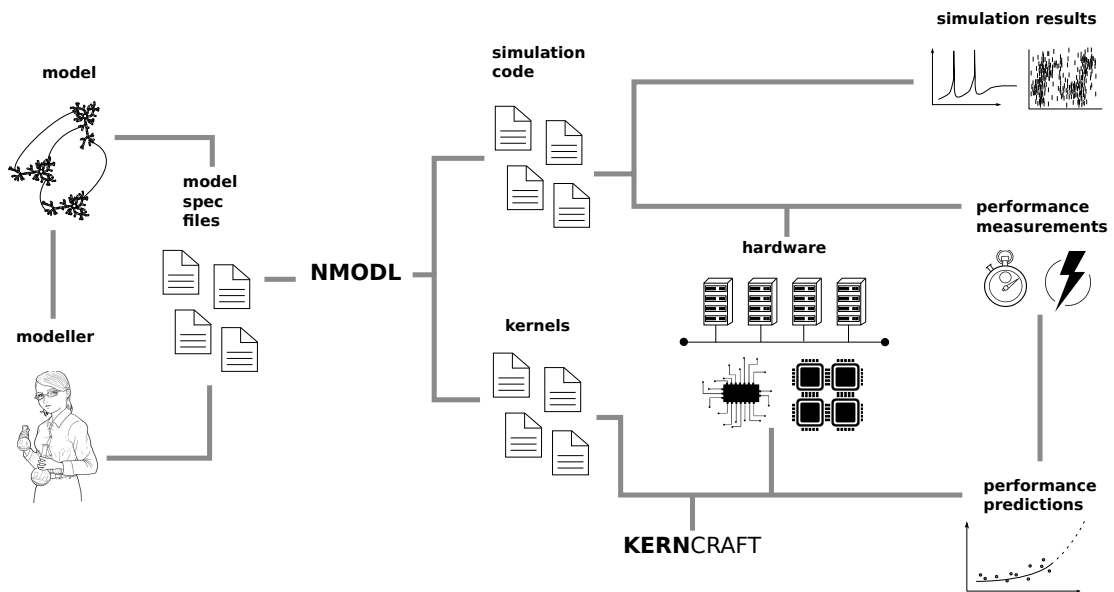 simulation results
simulation
code
model
model
spec
files
performance
measurements
hardware
NMODL
kernels
modeller
performance
predictions
KERNCRAFT